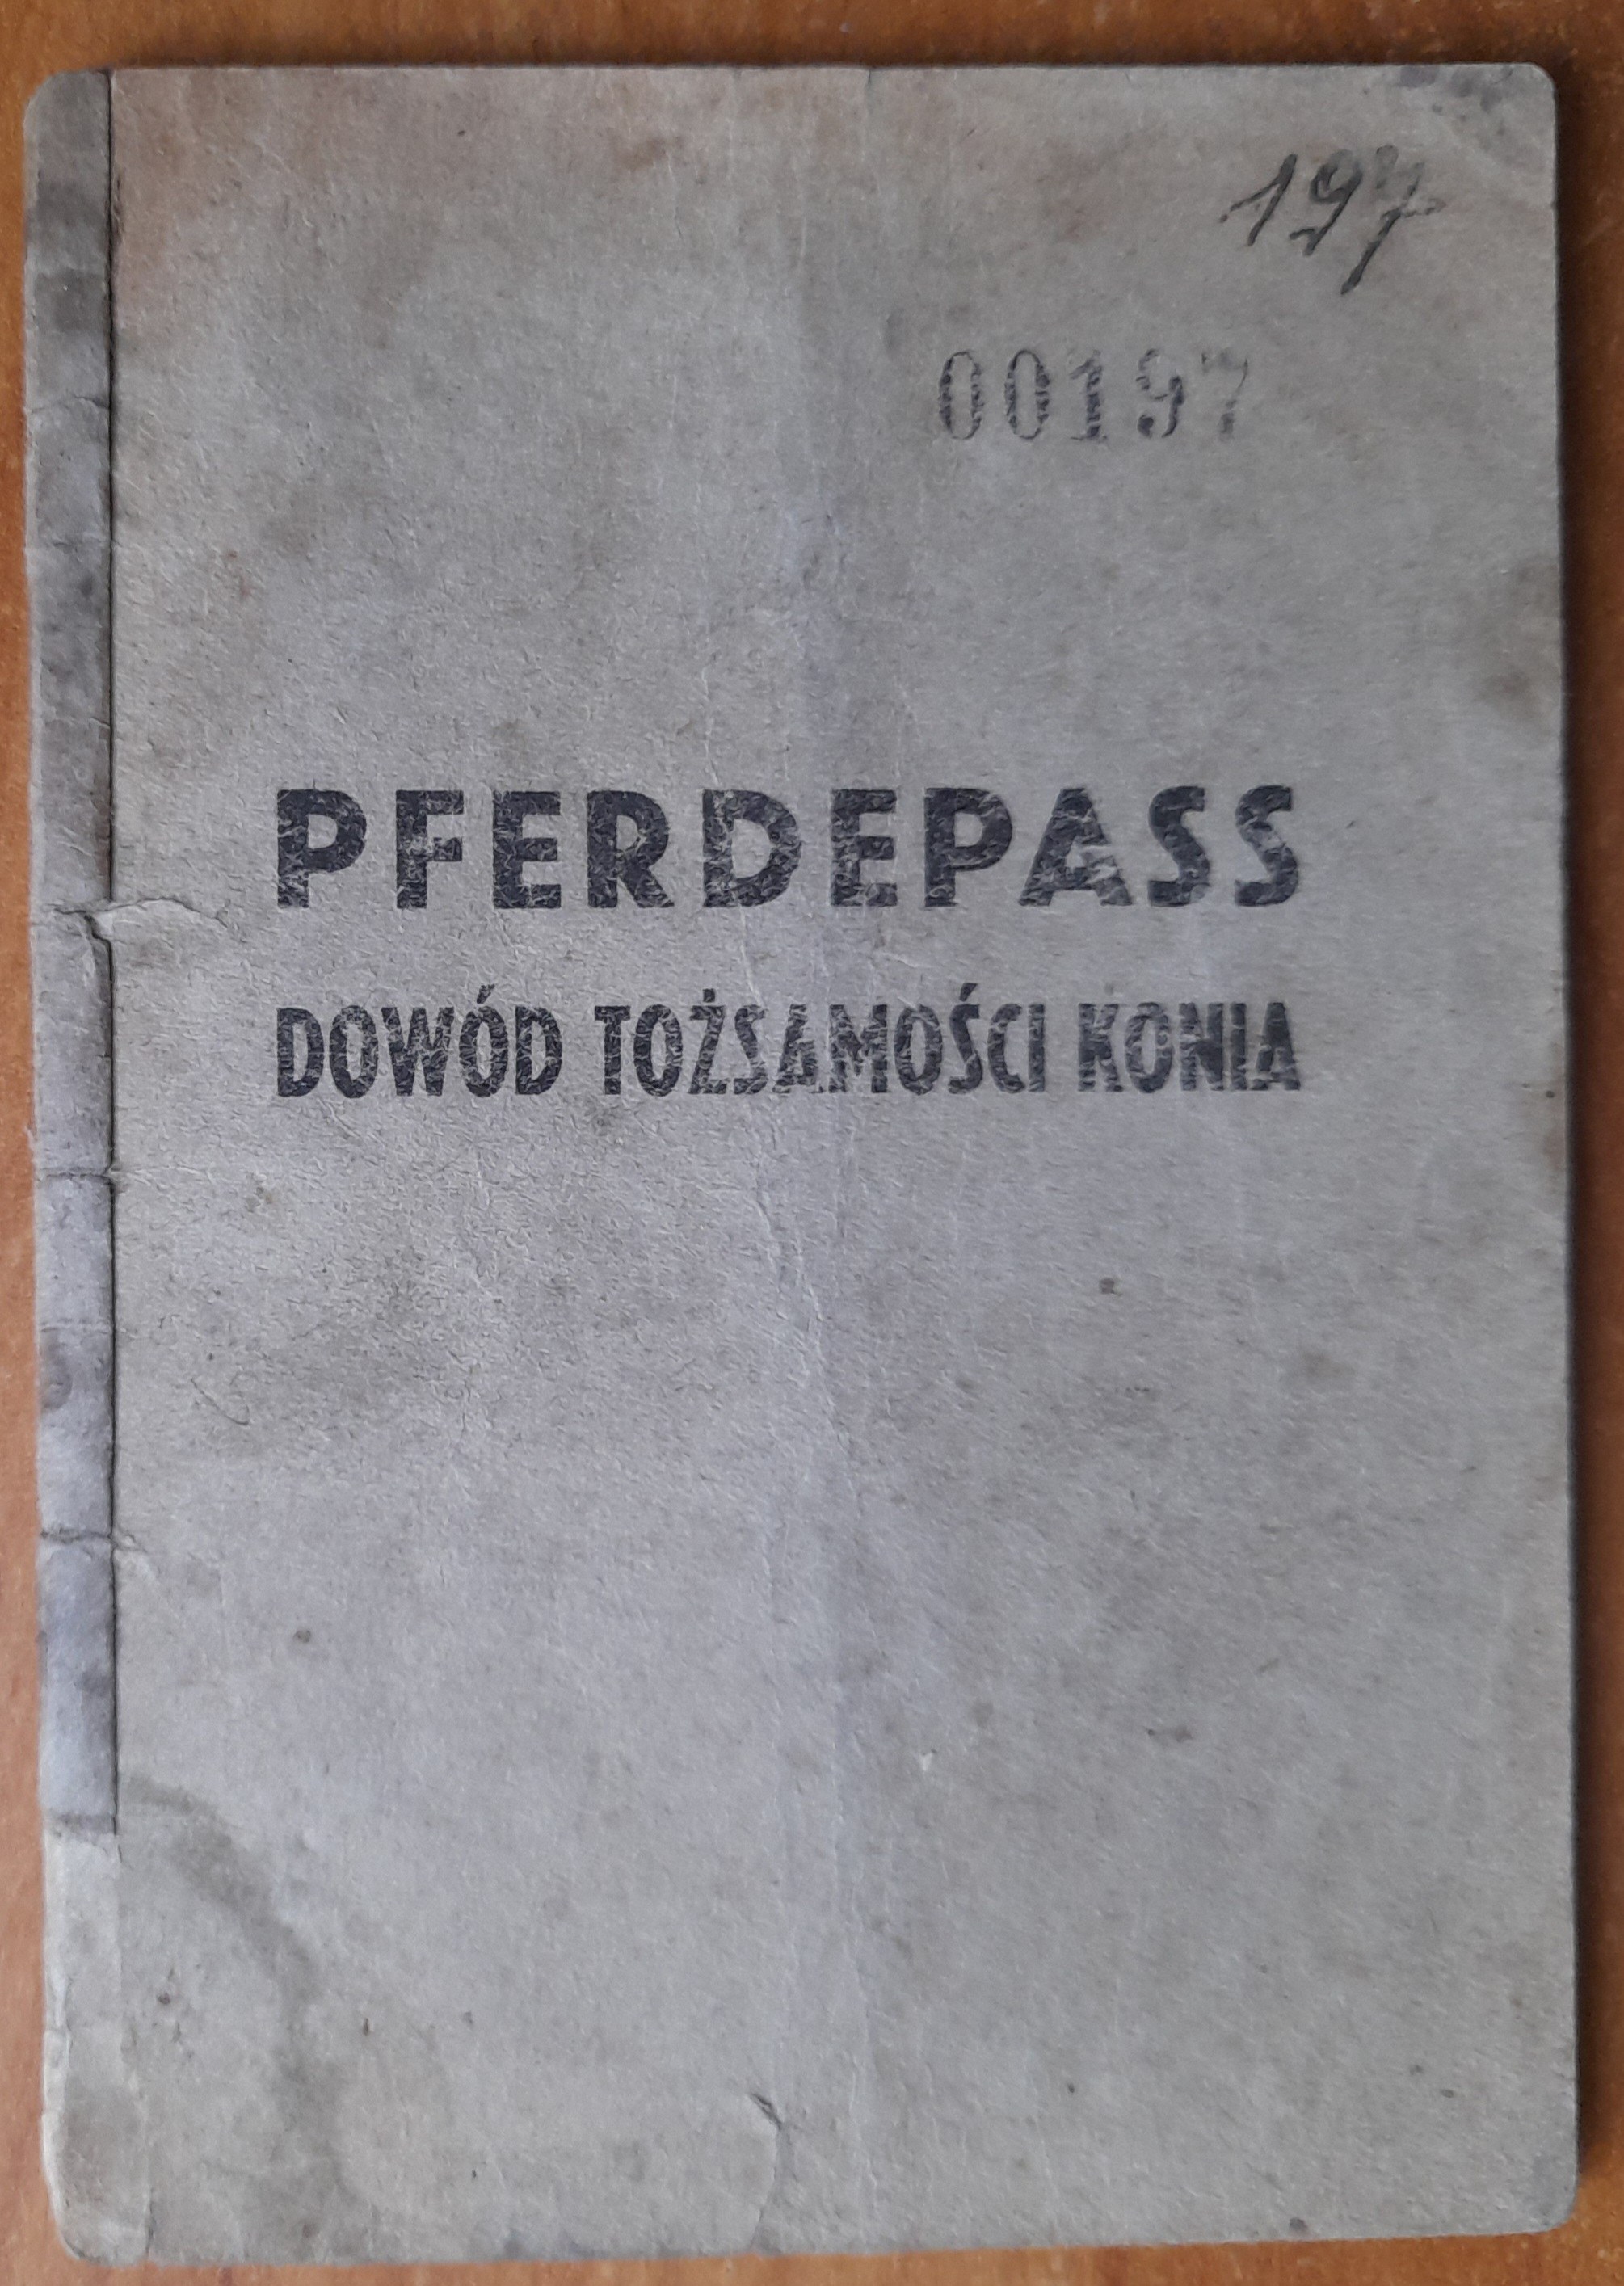 197
00197
PFERDEPASS
DOWÓD TOŻSAMOŚCI KONIA